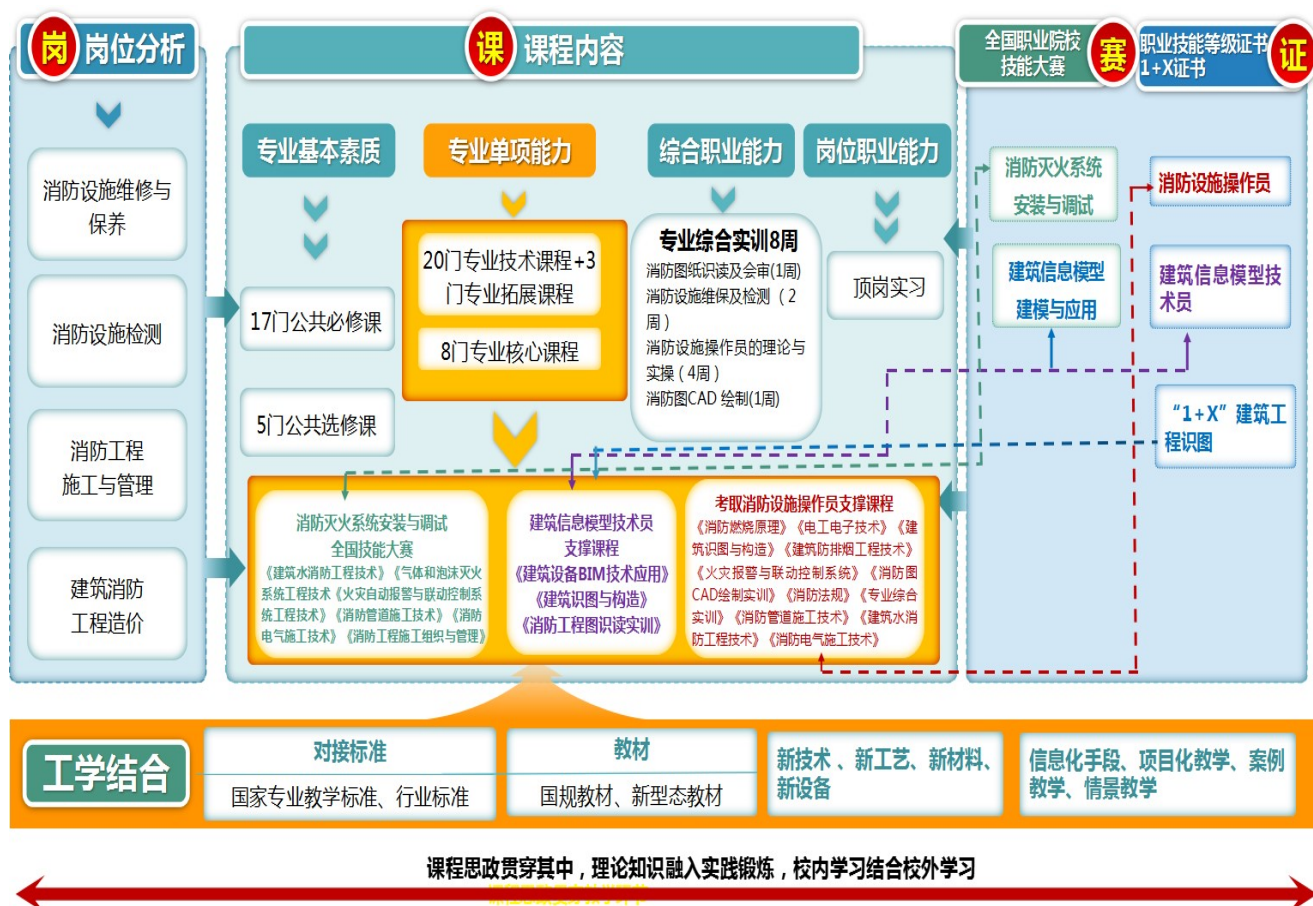 岗 岗位分析
消防设施维修与
保养
消防设施检测
消防工程
施工与管理
建筑消防
工程造价
课 课程内容
专业基本素质
17门公共必修课
5门公共选修课
专业单项能力
20门专业技术课程+3
门专业拓展课程
8门专业核心课程
综合职业能力
专业综合实训8周
消防图纸识读及会审(1周)
消防设施维保及检测（2
周）
消防设施操作员的理论与
实操（4周）
消防图CAD 绘制(1周)
岗位职业能力
顶岗实习
消防灭火系统安装与调试
全国技能大赛
《建筑水消防工程技术》《气体和泡沫灭火
系统工程技术《火灾自动报警与联动控制系
统工程技术》《消防管道施工技术》《消防
电气施工技术》《消防工程施工组织与管理》
建筑信息模型技术员
支撑课程
《建筑设备BIM技术应用》
《建筑识图与构造》
《消防工程图识读实训》
考取消防设施操作员支撑课程
《消防燃烧原理》《电工电子技术》《建
筑识图与构造》《建筑防排烟工程技术》
《火灾报警与联动控制系统》《消防图
CAD绘制实训》《消防法规》《专业综合
实训》《消防管道施工技术》《建筑水消
防工程技术》《消防电气施工技术》
全国职业院校
技能大赛
赛
消防灭火系统
安装与调试
建筑信息模型
建模与应用
职业技能等级证书
1+X证书
证
消防设施操作员
建筑信息模型技
术员
“1+X”建筑工
程识图
工学结合
对接标准
国家专业教学标准、行业标准
教材
国规教材、新型态教材
新技术、新工艺、新材料、
新设备
信息化手段、项目化教学、案例
教学、情景教学
课程思政贯穿其中，理论知识融入实践锻炼，校内学习结合校外学习